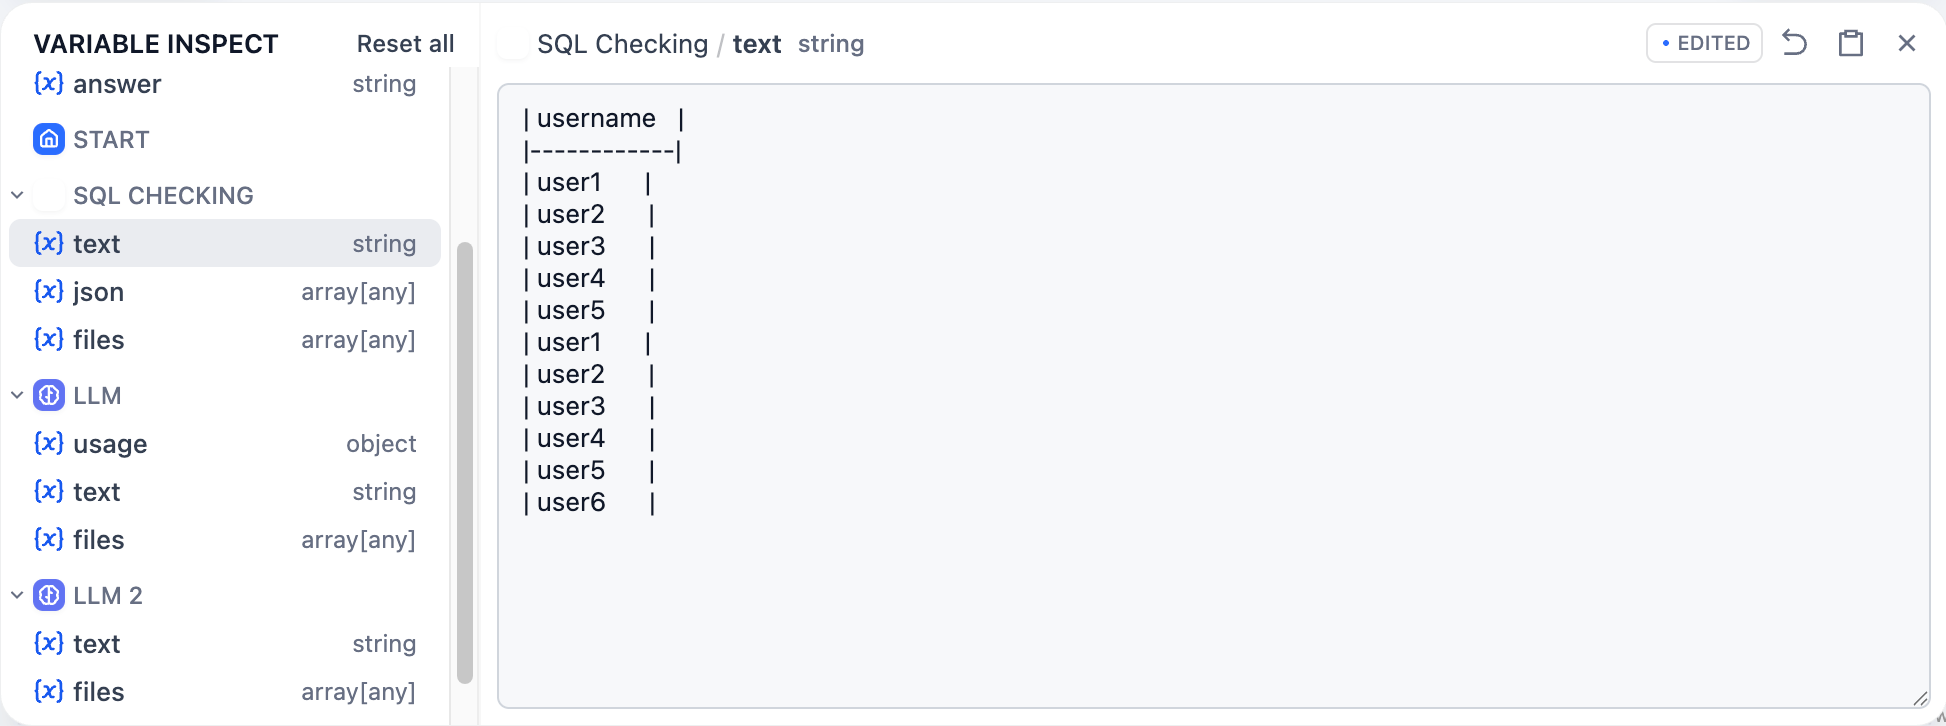 VARIABLE INSPECT
Reset all
{x} answer string
START
SQL CHECKING
{x} text string
{x} json array[any]
{x} files array[any]
LLM
{x} usage object
{x} text string
{x} files array[any]
LLM 2
{x} text string
{x} files array[any]
SQL Checking / text string
• EDITED
| username |
|------------|
| user1 |
| user2 |
| user3 |
| user4 |
| user5 |
| user1 |
| user2 |
| user3 |
| user4 |
| user5 |
| user6 |